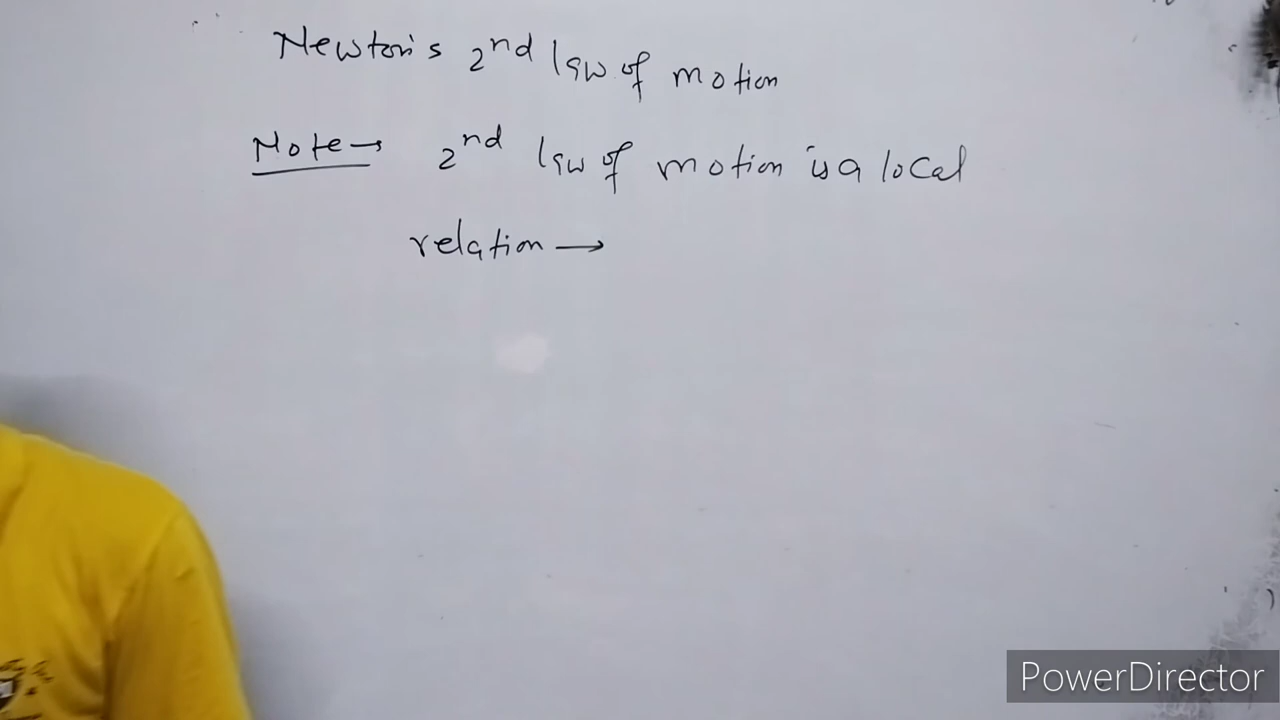 Newton's 2nd law of motion
Note→ 2nd law of motion is a local
relation →
PowerDirector